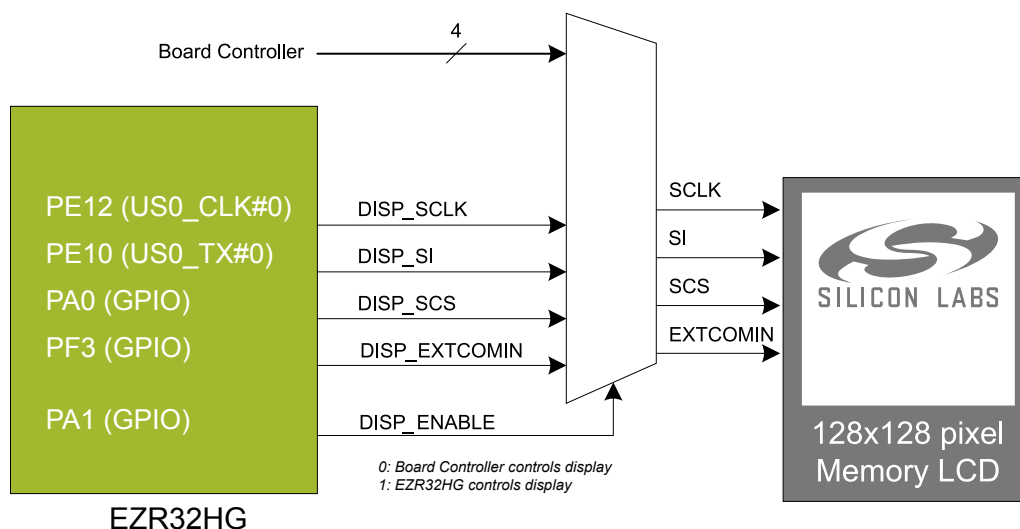 4
Board Controller
PE12 (US0_CLK#0)
DISP_SCLK
SCLK
PE10 (US0_TX#0)
DISP_SI
SI
PA0 (GPIO)
DISP_SCS
SCS
SILICON LABS
PF3 (GPIO)
DISP_EXTCOMIN
EXTCOMIN
PA1 (GPIO)
DISP_ENABLE
128x128 pixel
Memory LCD
0: Board Controller controls display
1: EZR32HG controls display
EZR32HG